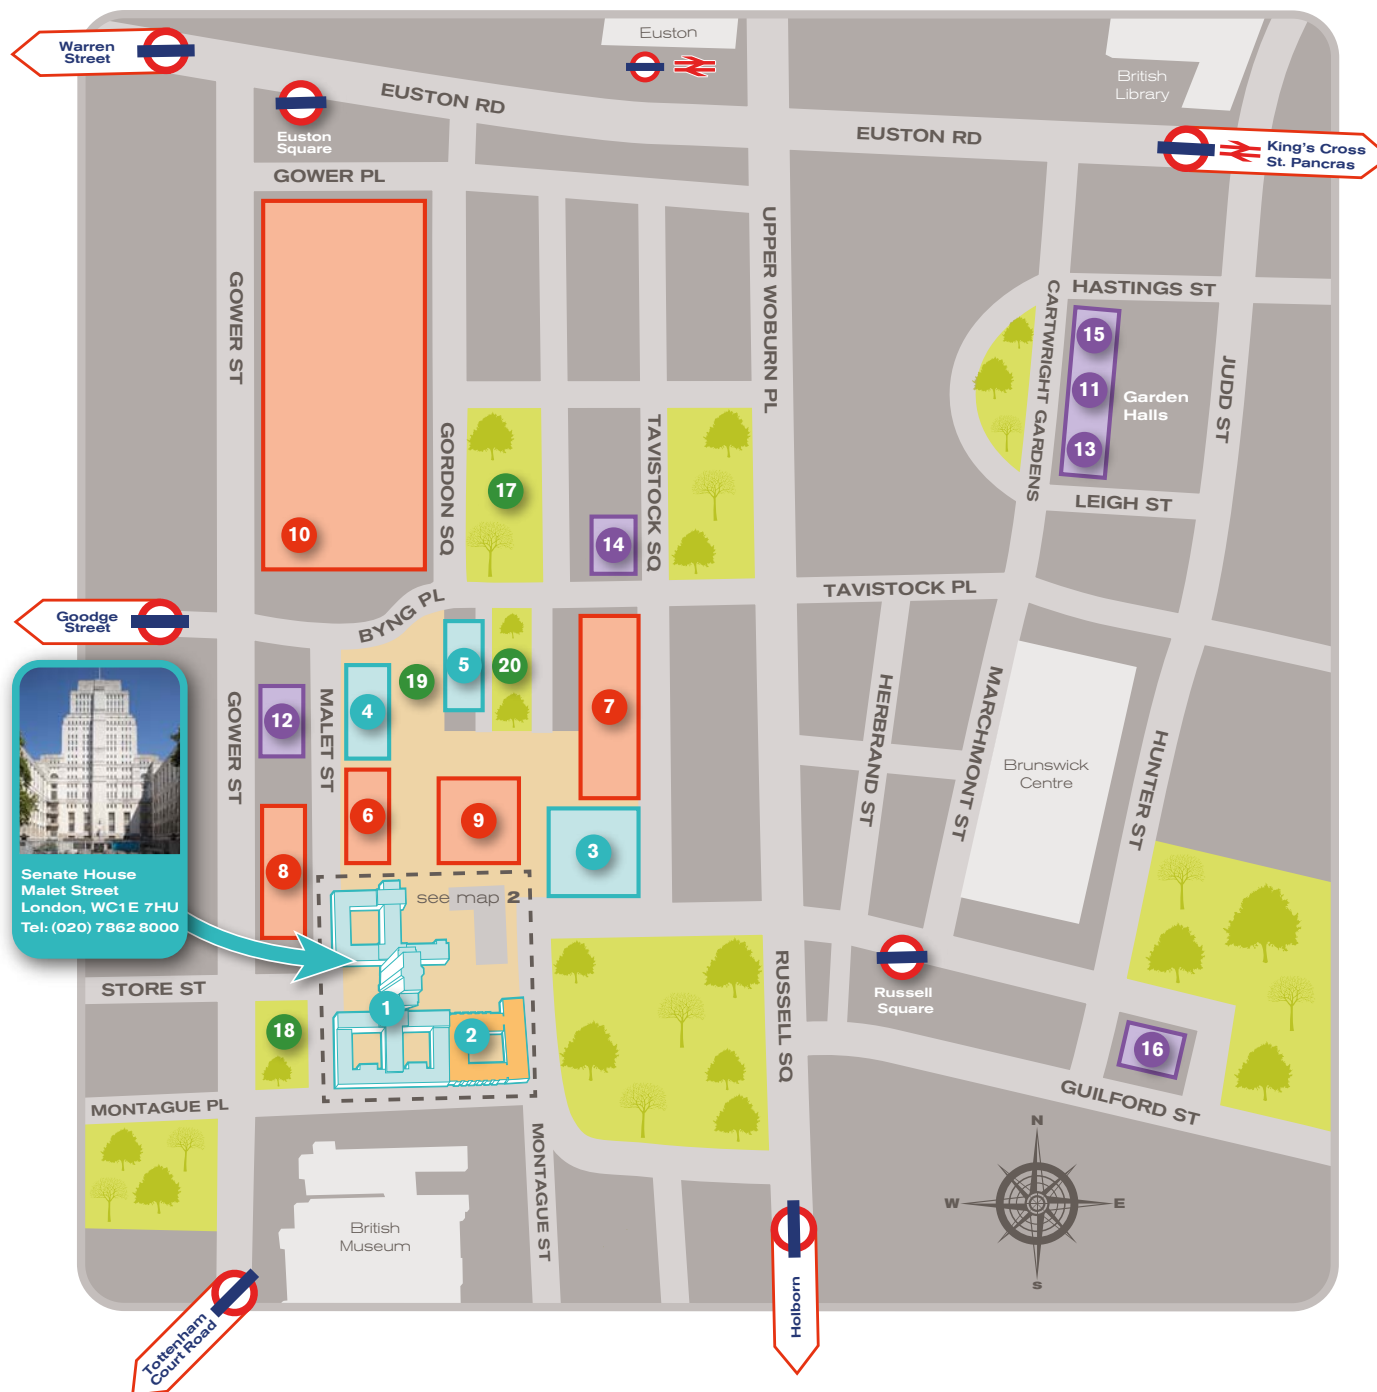 Warren
Street
Euston
British
Library
Euston
Square
EUSTON RD
EUSTON RD
King's Cross
St. Pancras
GOWER PL
UPPER WOBURN PL
GOWER ST
HASTINGS ST
CARTWRIGHT GARDENS
15
11
13
Garden
Halls
JUDD ST
GORDON SQ
17
TAVISTOCK SQ
14
10
LEIGH ST
TAVISTOCK PL
BYNG PL
Goodge
Street
Senate House
Malet Street
London, WC1E 7HU
Tel: (020) 7862 8000
GOWER ST
12
MALET ST
4
19
5
20
7
6
9
3
8
HERBRAND ST
MARCHMONT ST
Brunswick
Centre
HUNTER ST
see map 2
1
2
STORE ST
18
RUSSELL SQ
Russell
Square
16
GUILFORD ST
MONTAGUE PL
MONTAGUE ST
British
Museum
N
W
E
S
Tottenham
Court Road
Holborn